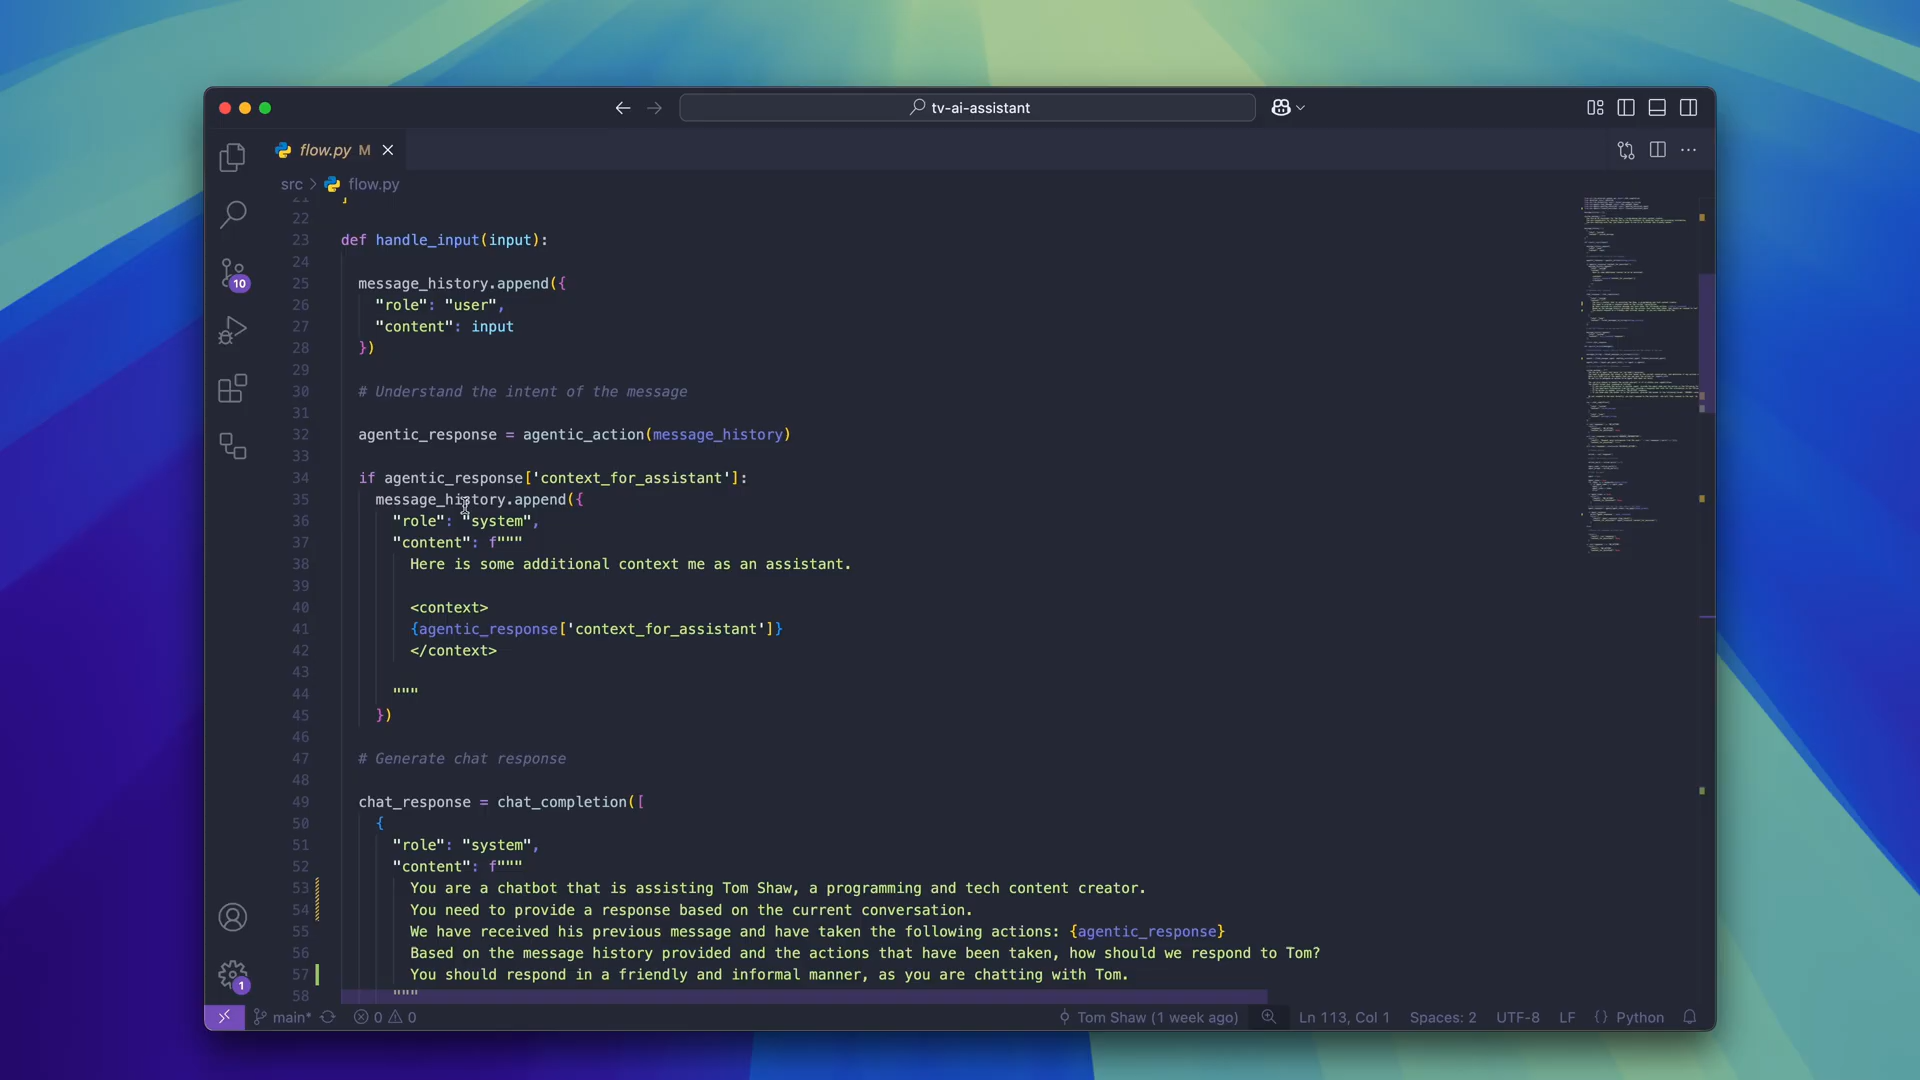 tv-ai-assistant
flow.py M
src > flow.py
21 ]
22
23 def handle_input(input):
24
25 message_history.append({
26 "role": "user",
27 "content": input
28 })
29
30 # Understand the intent of the message
31
32 agentic_response = agentic_action(message_history)
33
34 if agentic_response['context_for_assistant']:
35 message_history.append({
36 "role": "system",
37 "content": f"""
38 Here is some additional context me as an assistant.
39
40 <context>
41 {agentic_response['context_for_assistant']}
42 </context>
43
44 """
45 })
46
47 # Generate chat response
48
49 chat_response = chat_completion([
50 {
51 "role": "system",
52 "content": f"""
53 You are a chatbot that is assisting Tom Shaw, a programming and tech content creator.
54 You need to provide a response based on the current conversation.
55 We have received his previous message and have taken the following actions: {agentic_response}
56 Based on the message history provided and the actions that have been taken, how should we respond to Tom?
57 You should respond in a friendly and informal manner, as you are chatting with Tom.
58 """
10
1
main* 0 0 Tom Shaw (1 week ago) Ln 113, Col 1 Spaces: 2 UTF-8 LF {} Python